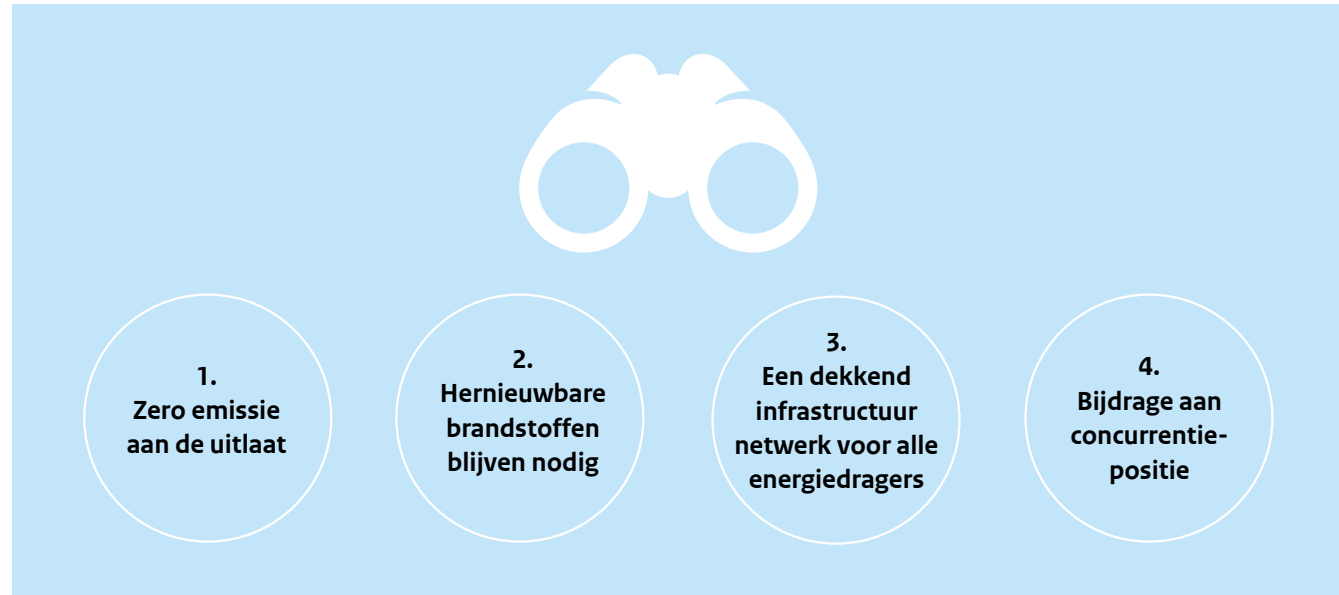 1.
Zero emissie
aan de uitlaat
2.
Hernieuwbare
brandstoffen
blijven nodig
3.
Een dekkend
infrastructuur
netwerk voor alle
energiedragers
4.
Bijdrage aan
concurrentie-
positie